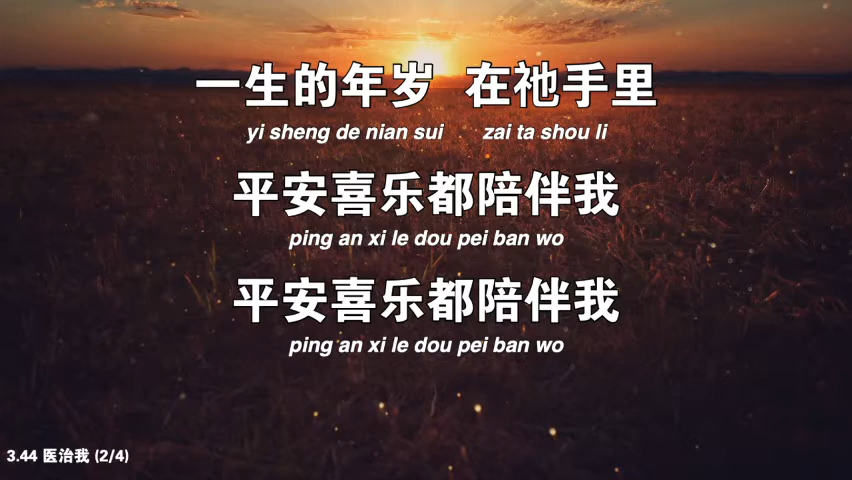 一生的年岁 在祂手里
yi sheng de nian sui zai ta shou li
平安喜乐都陪伴我
ping an xi le dou pei ban wo
平安喜乐都陪伴我
ping an xi le dou pei ban wo
3.44 医治我 (2/4)